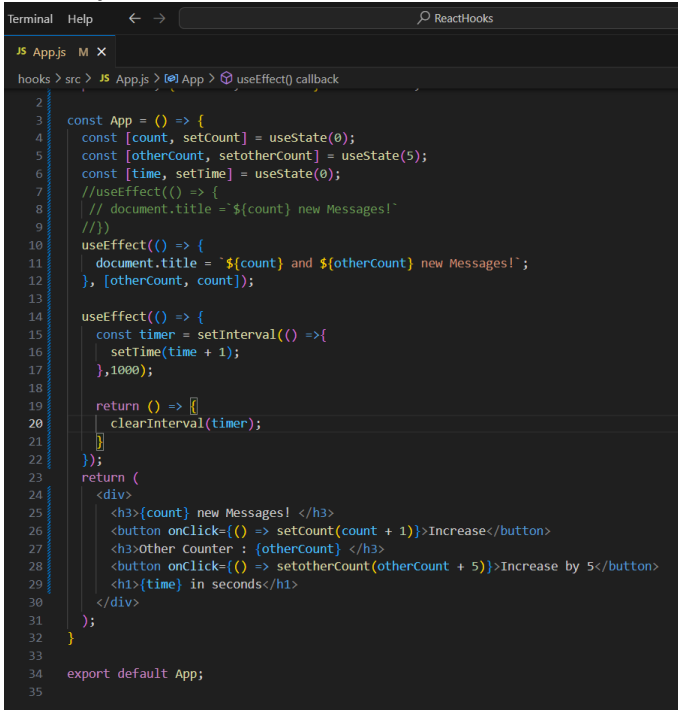 Terminal Help ← → ReactHooks
JS App.js M ×
hooks > src > JS App.js > App > useEffect() callback
2
3 const App = () => {
4 const [count, setCount] = useState(0);
5 const [otherCount, setotherCount] = useState(5);
6 const [time, setTime] = useState(0);
7 //useEffect(() => {
8 // document.title =`${count} new Messages!`
9 //})
10 useEffect(() => {
11 document.title = `${count} and ${otherCount} new Messages!`;
12 }, [otherCount, count]);
13
14 useEffect(() => {
15 const timer = setInterval(() =>{
16 setTime(time + 1);
17 },1000);
18
19 return () => {
20 clearInterval(timer);
21 }
22 });
23 return (
24 <div>
25 <h3>{count} new Messages! </h3>
26 <button onClick={() => setCount(count + 1)}>Increase</button>
27 <h3>Other Counter : {otherCount} </h3>
28 <button onClick={() => setotherCount(otherCount + 5)}>Increase by 5</button>
29 <h1>{time} in seconds</h1>
30 </div>
31 );
32 }
33
34 export default App;
35